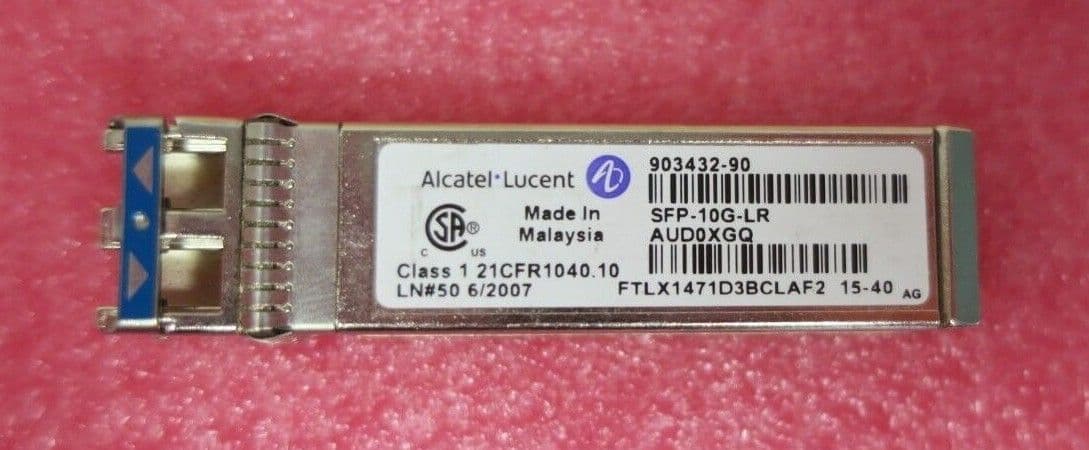 Alcatel•Lucent
903432-90
SA®
C US
Made In
Malaysia
SFP-10G-LR
AUD0XGQ
Class 1 21CFR1040.10
LN#50 6/2007
FTLX1471D3BCLAF2 15-40 AG